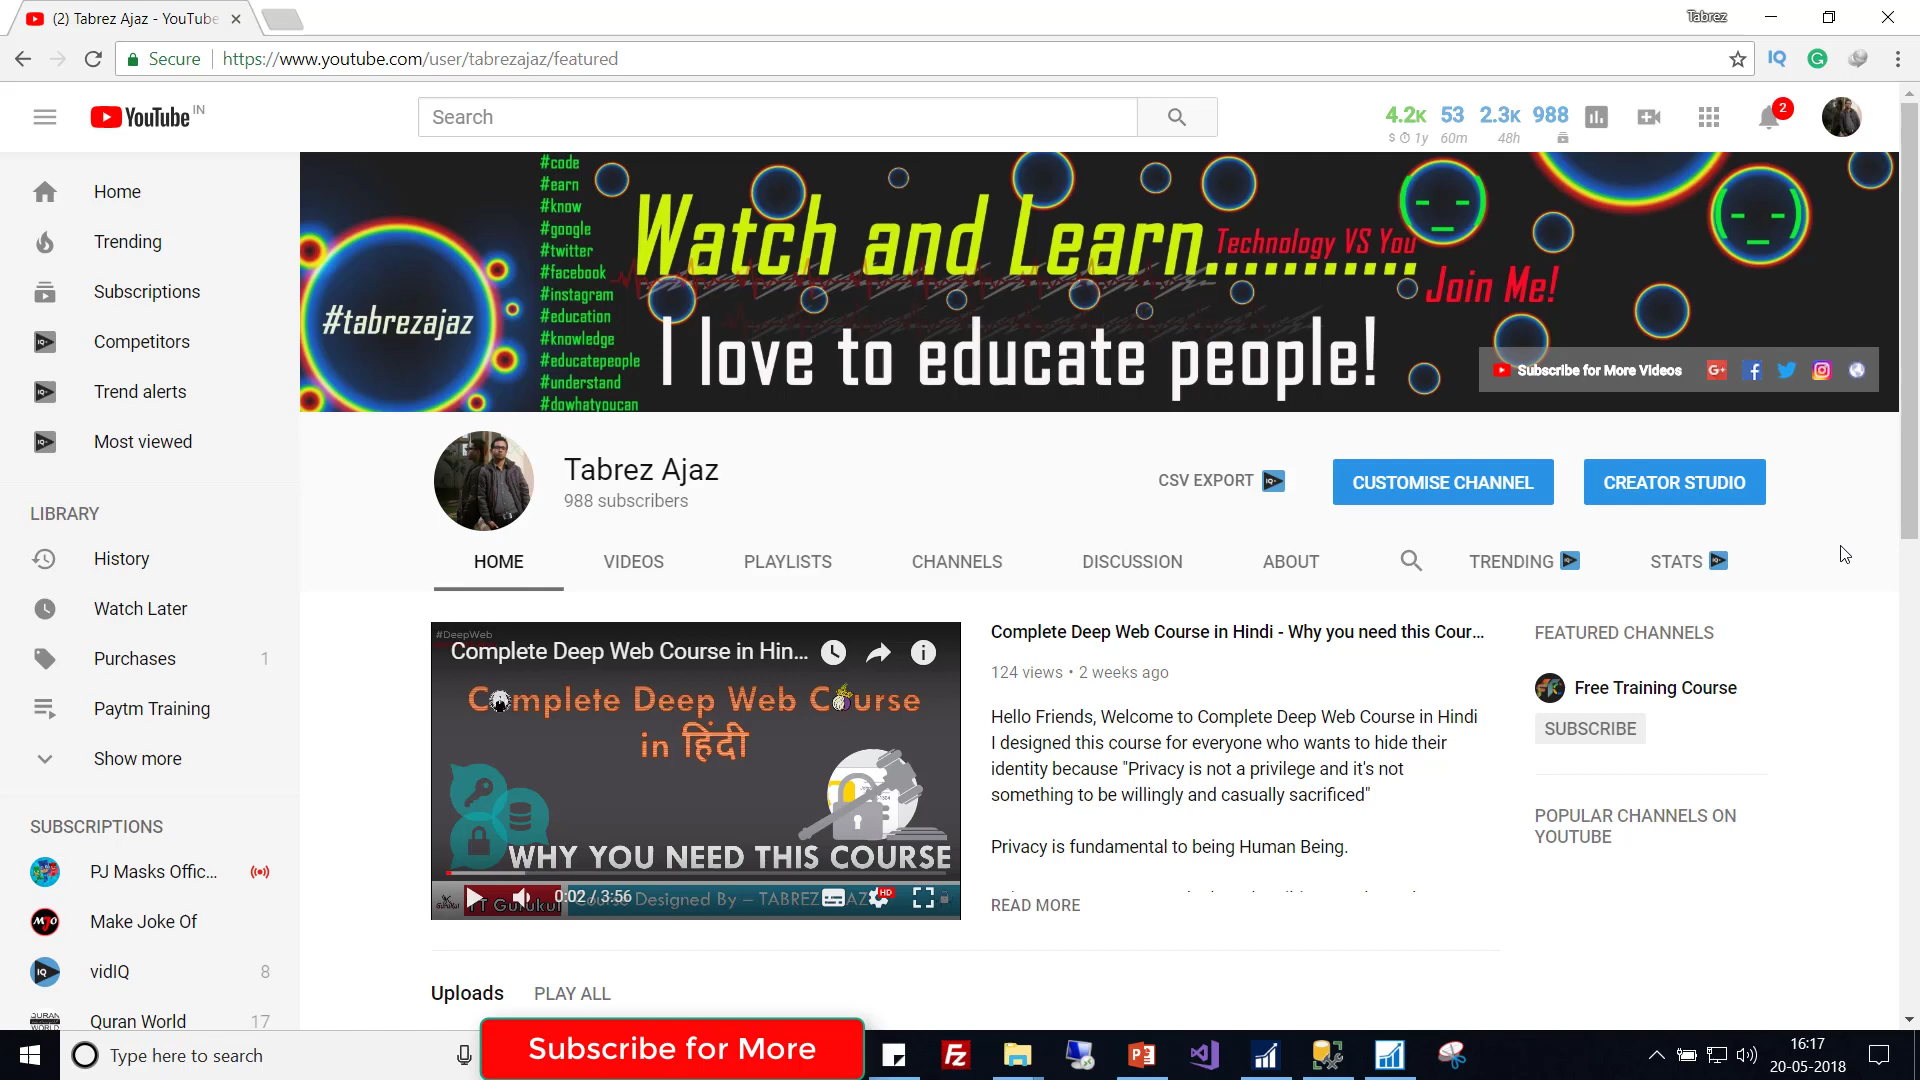 (2) Tabrez Ajaz - YouTube
Tabrez
Secure
https://www.youtube.com/user/tabrezajaz/featured
IQ
YouTube IN
Search
4.2K 53 2.3K 988
$ 1y 60m 48h
2
Home
Trending
Subscriptions
Competitors
Trend alerts
Most viewed
LIBRARY
History
Watch Later
Purchases 1
Paytm Training
Show more
SUBSCRIPTIONS
PJ Masks Offic...
Make Joke Of
vidIQ 8
Quran World 17
#tabrezajaz
#code
#earn
#know
#google
#twitter
#facebook
#instagram
#education
#knowledge
#educatepeople
#understand
#dowhatyoucan
Watch and Learn...........
Technology VS You
Join Me!
I love to educate people!
Subscribe for More Videos
Tabrez Ajaz
988 subscribers
CSV EXPORT
CUSTOMISE CHANNEL
CREATOR STUDIO
HOME VIDEOS PLAYLISTS CHANNELS DISCUSSION ABOUT TRENDING STATS
#DeepWeb
Complete Deep Web Course in Hin...
Complete Deep Web Course
in हिंदी
WHY YOU NEED THIS COURSE
0:02 / 3:56
IT Gurukul
Course Designed By – TABREZ
HD
Complete Deep Web Course in Hindi - Why you need this Cour...
124 views • 2 weeks ago
Hello Friends, Welcome to Complete Deep Web Course in Hindi
I designed this course for everyone who wants to hide their
identity because "Privacy is not a privilege and it's not
something to be willingly and casually sacrificed"
Privacy is fundamental to being Human Being.
READ MORE
FEATURED CHANNELS
Free Training Course
SUBSCRIBE
POPULAR CHANNELS ON
YOUTUBE
Uploads PLAY ALL
Type here to search
Subscribe for More
16:17
20-05-2018